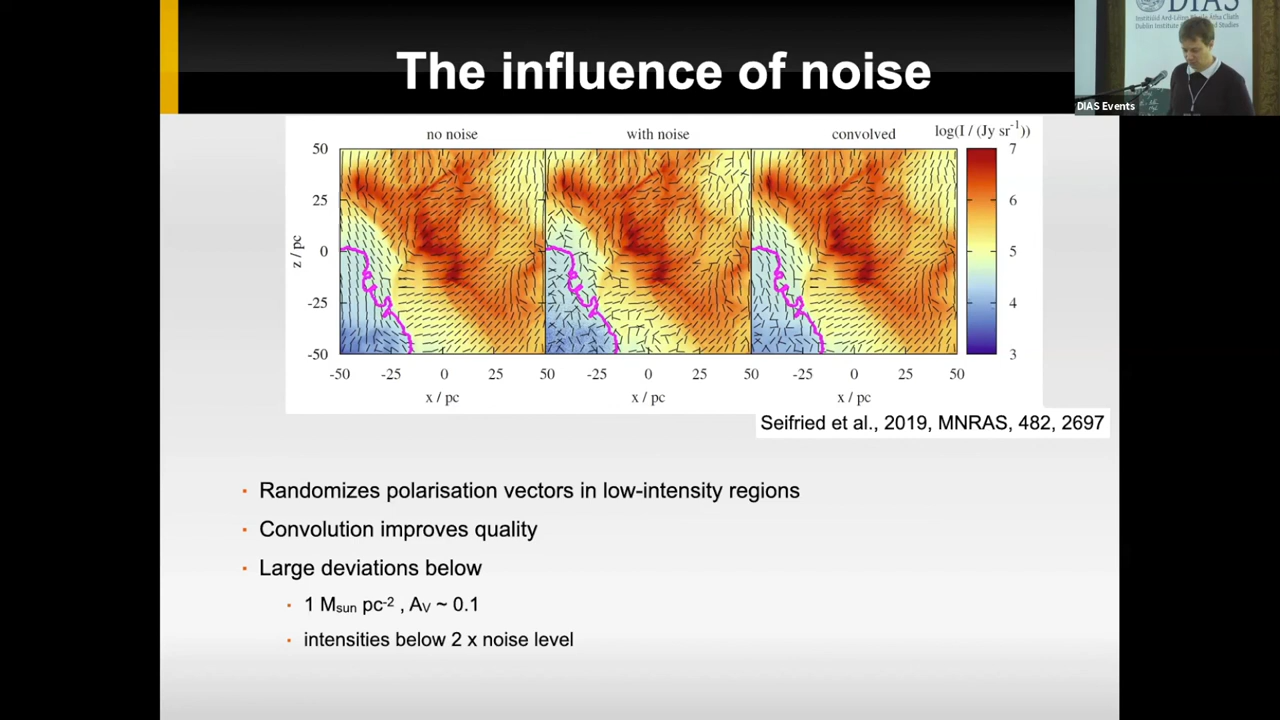 The influence of noise
DIAS
Institiúid Ard-Léinn Bhaile Átha Cliath
Dublin Institute Studies
DIAS Events
no noise with noise convolved log(I / (Jy sr⁻¹))
50 7
25 6
0 5
-25 4
-50 3
z / pc
-50 -25 0 25 50 -25 0 25 50 -25 0 25 50
x / pc x / pc x / pc
Seifried et al., 2019, MNRAS, 482, 2697
· Randomizes polarisation vectors in low-intensity regions
· Convolution improves quality
· Large deviations below
· 1 Msun pc-2 , AV ~ 0.1
· intensities below 2 x noise level